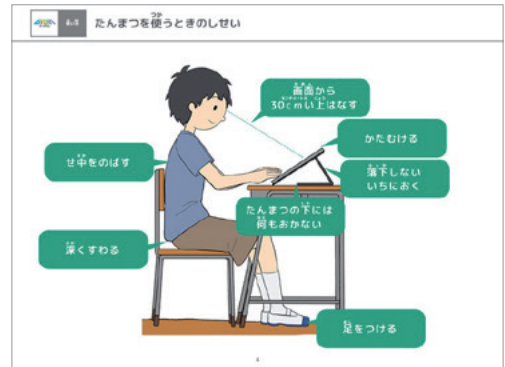 たんまつを使うときのしせい
画面から
30cmい上はなす
かたむける
せ中をのばす
落下しない
いちにおく
たんまつの下には
何もおかない
深くすわる
足をつける